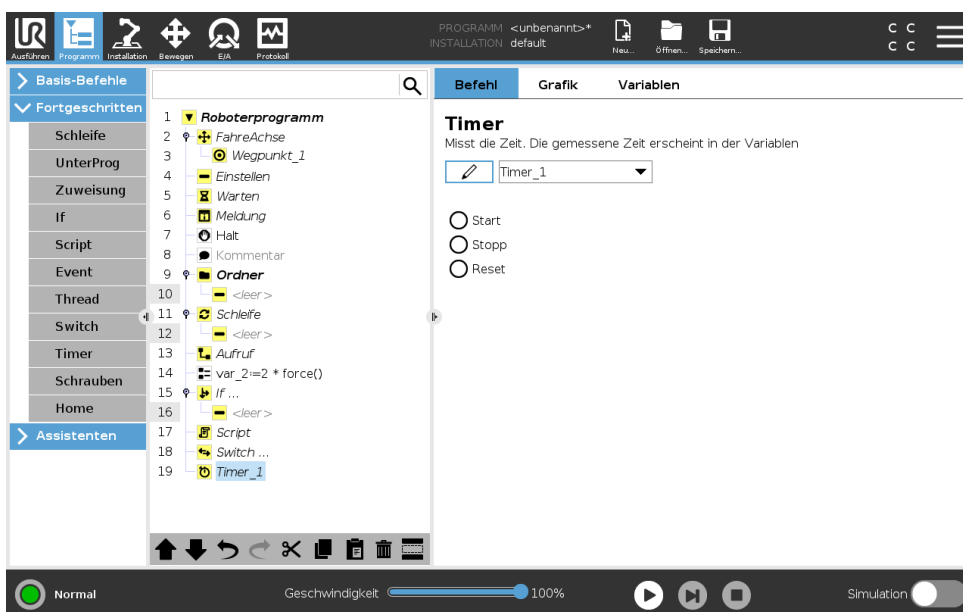 UR
Ausführen Programm Installation Bewegen E/A Protokoll
PROGRAMM <unbenannt>*
INSTALLATION default
Neu... Öffnen... Speichern...
C C
C C
Basis-Befehle
Fortgeschritten
Schleife
UnterProg
Zuweisung
If
Script
Event
Thread
Switch
Timer
Schrauben
Home
Assistenten
1 Roboterprogramm
2 FahreAchse
3 Wegpunkt_1
4 Einstellen
5 Warten
6 Meldung
7 Halt
8 Kommentar
9 Ordner
10 <leer>
11 Schleife
12 <leer>
13 Aufruf
14 var_2:=2 * force()
15 If ...
16 <leer>
17 Script
18 Switch ...
19 Timer_1
Befehl Grafik Variablen
Timer
Misst die Zeit. Die gemessene Zeit erscheint in der Variablen
Timer_1
Start
Stopp
Reset
Normal
Geschwindigkeit 100%
Simulation